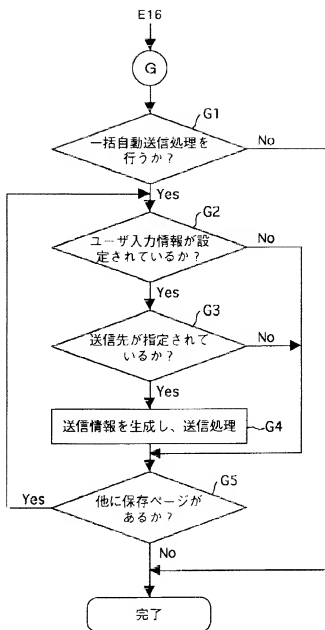 E16
G
G1
一括自動送信処理を
行うか？
No
Yes
G2
ユーザ入力情報が設
定されているか？
No
Yes
G3
送信先が指定されて
いるか？
No
Yes
送信情報を生成し、送信処理
G4
G5
他に保存ページが
あるか？
Yes
No
完了